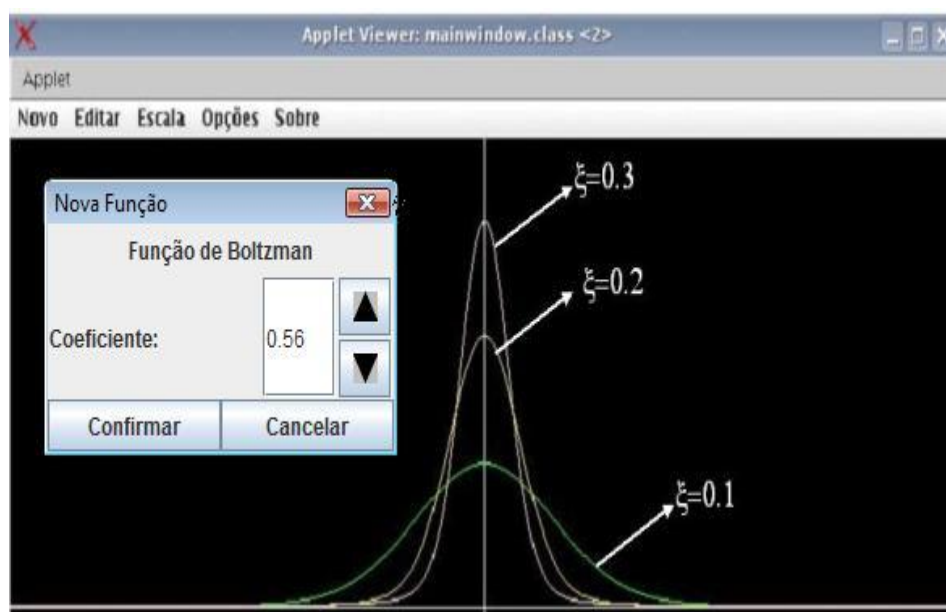 Applet Viewer: mainwindow.class <2>
Applet
Novo Editar Escala Opções Sobre
ξ=0.3
Nova Função
Função de Boltzman
ξ=0.2
Coeficiente: 0.56
Confirmar Cancelar
ξ=0.1